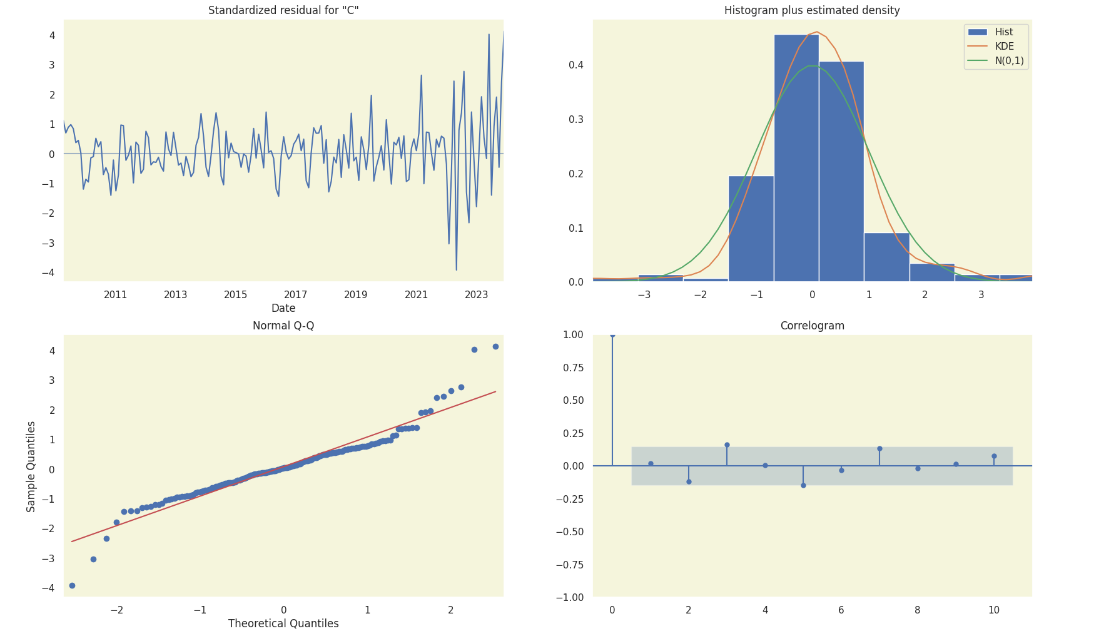 Standardized residual for "C"
4
3
2
1
0
−1
−2
−3
−4
2011 2013 2015 2017 2019 2021 2023
Date
Histogram plus estimated density
Hist
KDE
N(0,1)
0.4
0.3
0.2
0.1
0.0
−3 −2 −1 0 1 2 3
Normal Q-Q
Sample Quantiles
4
3
2
1
0
−1
−2
−3
−4
−2 −1 0 1 2
Theoretical Quantiles
Correlogram
1.00
0.75
0.50
0.25
0.00
−0.25
−0.50
−0.75
−1.00
0 2 4 6 8 10